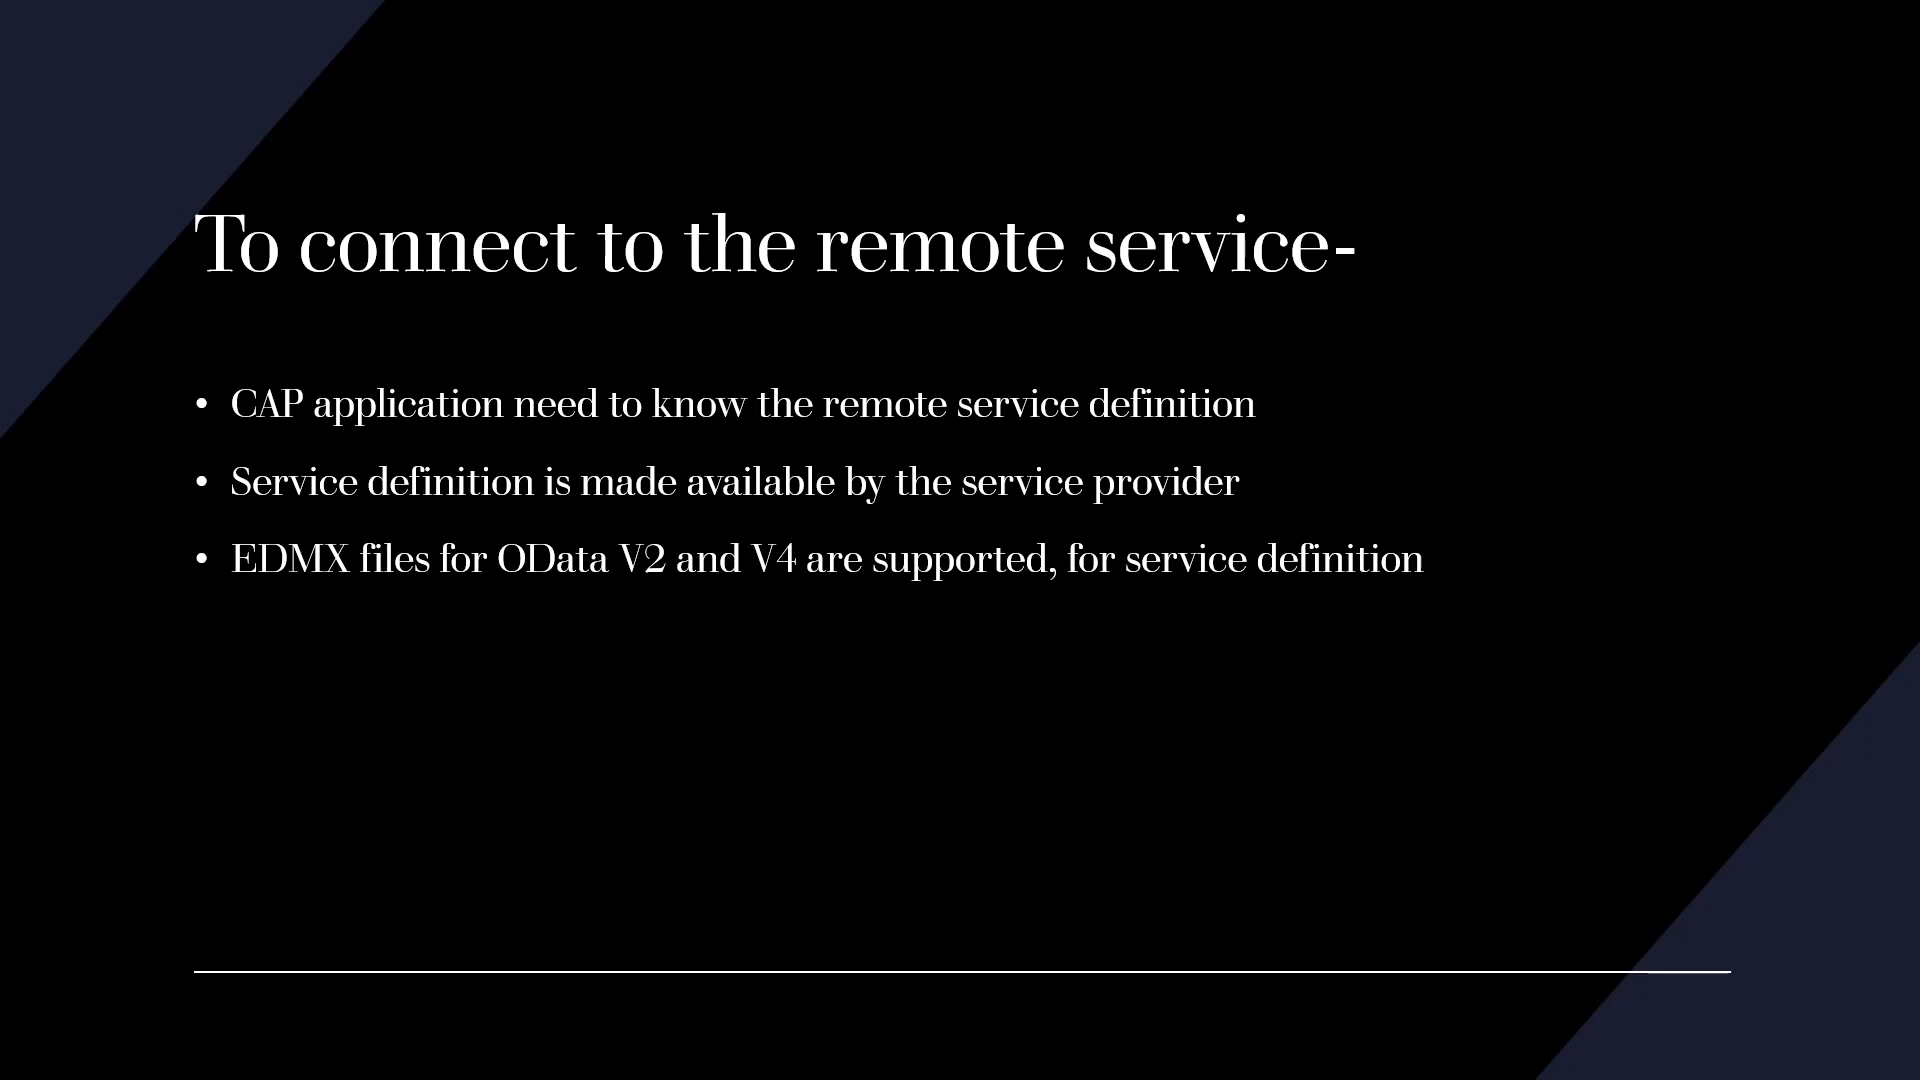 To connect to the remote service-
• CAP application need to know the remote service definition
• Service definition is made available by the service provider
• EDMX files for OData V2 and V4 are supported, for service definition